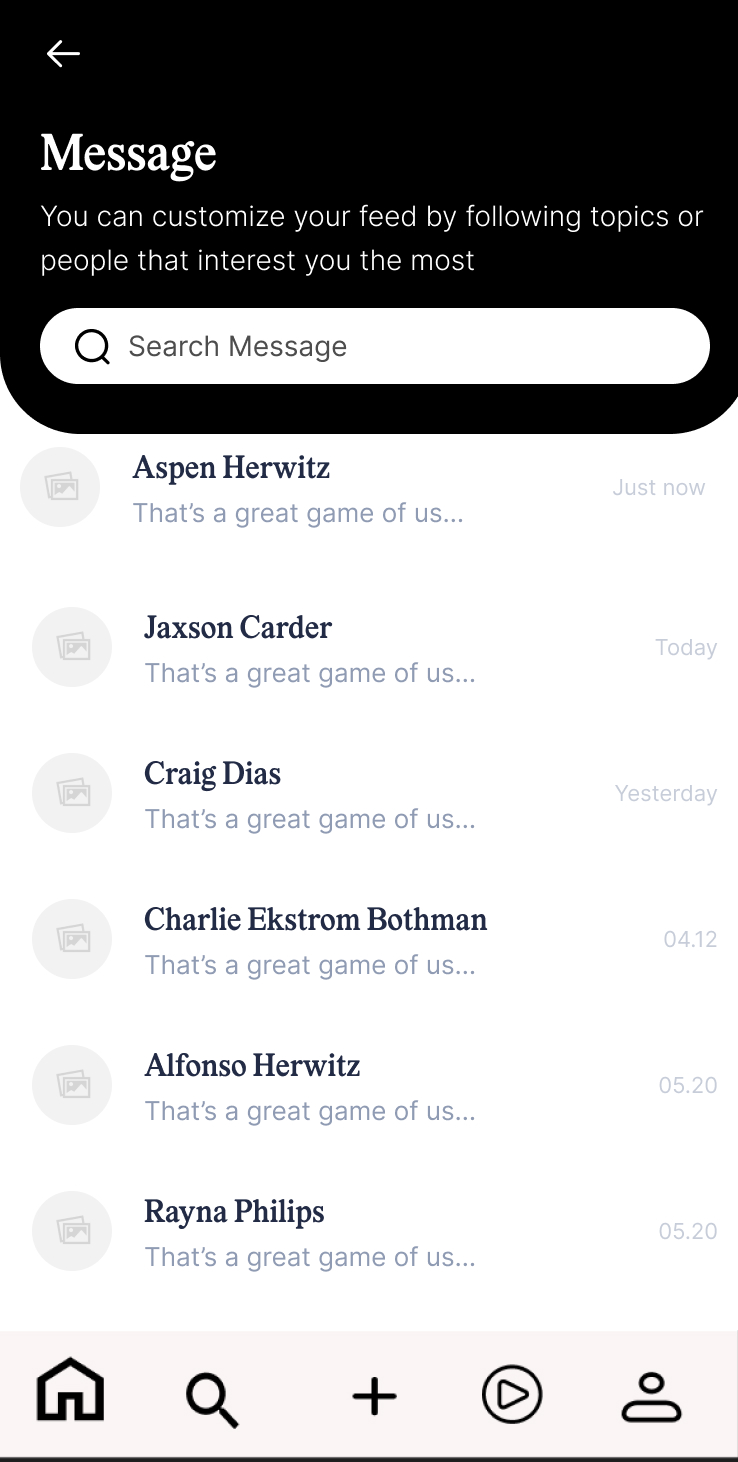 Message
You can customize your feed by following topics or
people that interest you the most
Search Message
Aspen Herwitz
That’s a great game of us...
Just now
Jaxson Carder
That’s a great game of us...
Today
Craig Dias
That’s a great game of us...
Yesterday
Charlie Ekstrom Bothman
That’s a great game of us...
04.12
Alfonso Herwitz
That’s a great game of us...
05.20
Rayna Philips
That’s a great game of us...
05.20